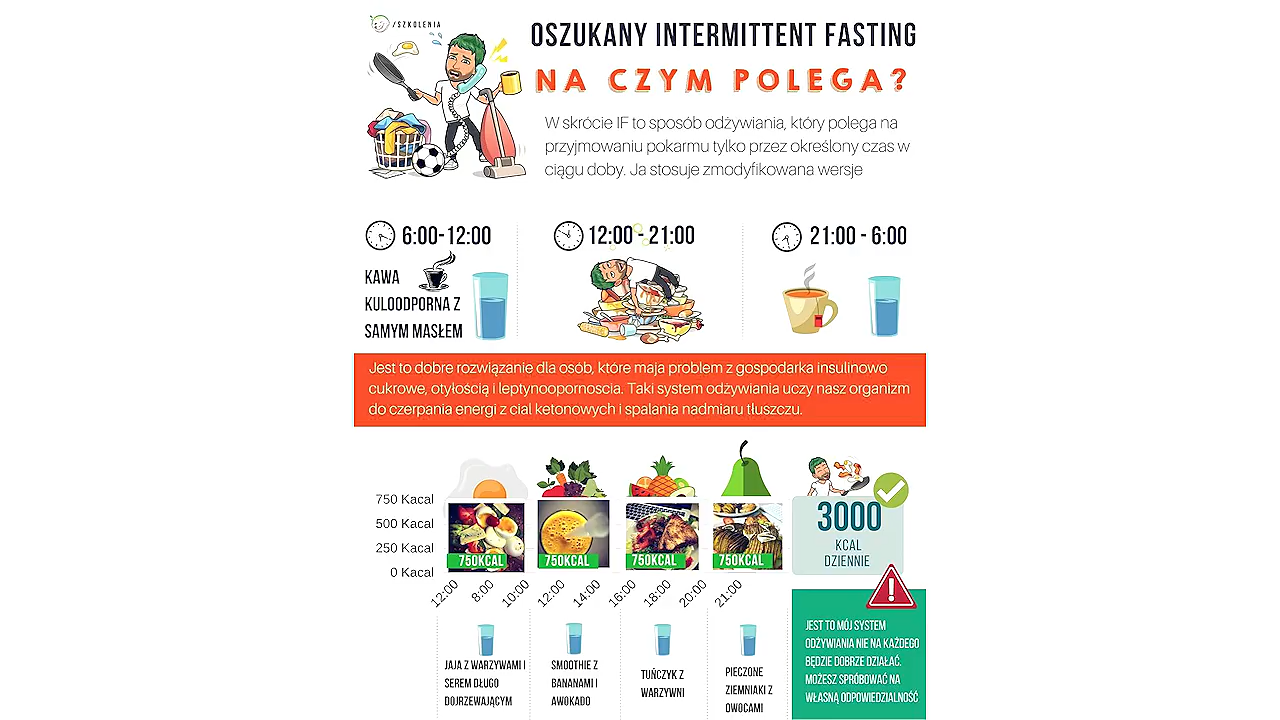 /SZKOLENIA
OSZUKANY INTERMITTENT FASTING
NA CZYM POLEGA?
W skrócie IF to sposób odżywiania, który polega na
przyjmowaniu pokarmu tylko przez określony czas w
ciągu doby. Ja stosuje zmodyfikowana wersje
6:00-12:00
12:00 - 21:00
21:00 - 6:00
KAWA
KULOODPORNA Z
SAMYM MASŁEM
Jest to dobre rozwiązanie dla osób, które maja problem z gospodarka insulinowo
cukrowe, otyłością i leptynoopornoscia. Taki system odżywiania uczy nasz organizm
do czerpania energi z cial ketonowych i spalania nadmiaru tłuszczu.
750 Kacal
500 Kacal
250 Kacal
0 Kacal
750KCAL
750KCAL
750KCAL
750KCAL
3000
KCAL
DZIENNIE
12:00
8:00
10:00
12:00
14:00
16:00
18:00
20:00
21:00
JAJA Z WARZYWAMI I
SEREM DŁUGO
DOJRZEWAJĄCYM
SMOOTHIE Z
BANANAMI I
AWOKADO
TUŃCZYK Z
WARZYWNI
PIECZONE
ZIEMNIAKI Z
OWOCAMI
JEST TO MÓJ SYSTEM
ODŻYWIANIA NIE NA KAŻDEGO
BĘDZIE DOBRZE DZIAŁAĆ.
MOŻESZ SPRÓBOWAĆ NA
WŁASNĄ ODPOWIEDZIALNOŚĆ